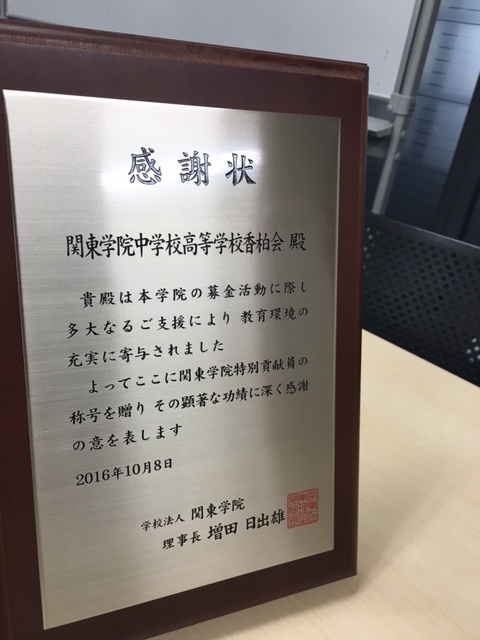 感謝状
関東学院中学校高等学校香柏会 殿
貴殿は本学院の募金活動に際し
多大なるご支援により 教育環境の
充実に寄与されました
よってここに関東学院特別貢献員の
称号を贈り その顕著な功績に深く感謝
の意を表します
2016年10月8日
学校法人 関東学院
理事長 増田 日出雄